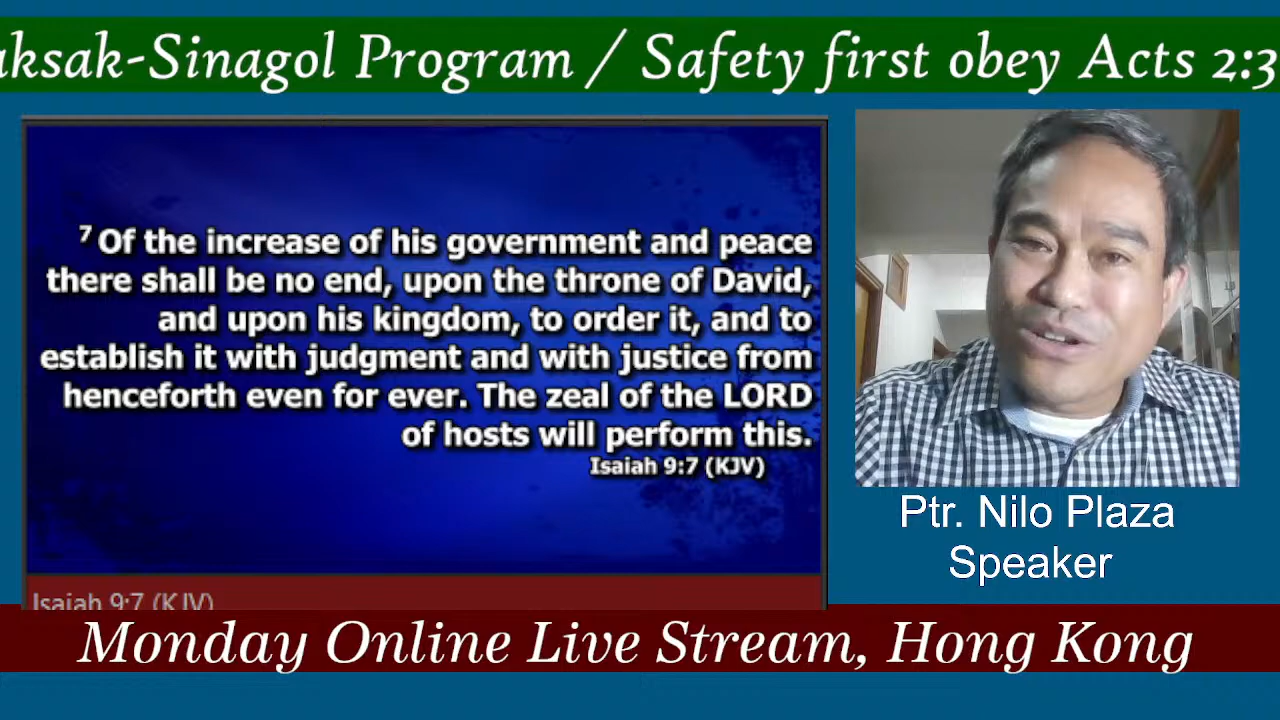 aksak-Sinagol Program / Safety first obey Acts 2:3
7 Of the increase of his government and peace
there shall be no end, upon the throne of David,
and upon his kingdom, to order it, and to
establish it with judgment and with justice from
henceforth even for ever. The zeal of the LORD
of hosts will perform this.
Isaiah 9:7 (KJV)
Isaiah 9:7 (KJV)
Ptr. Nilo Plaza
Speaker
Monday Online Live Stream, Hong Kong